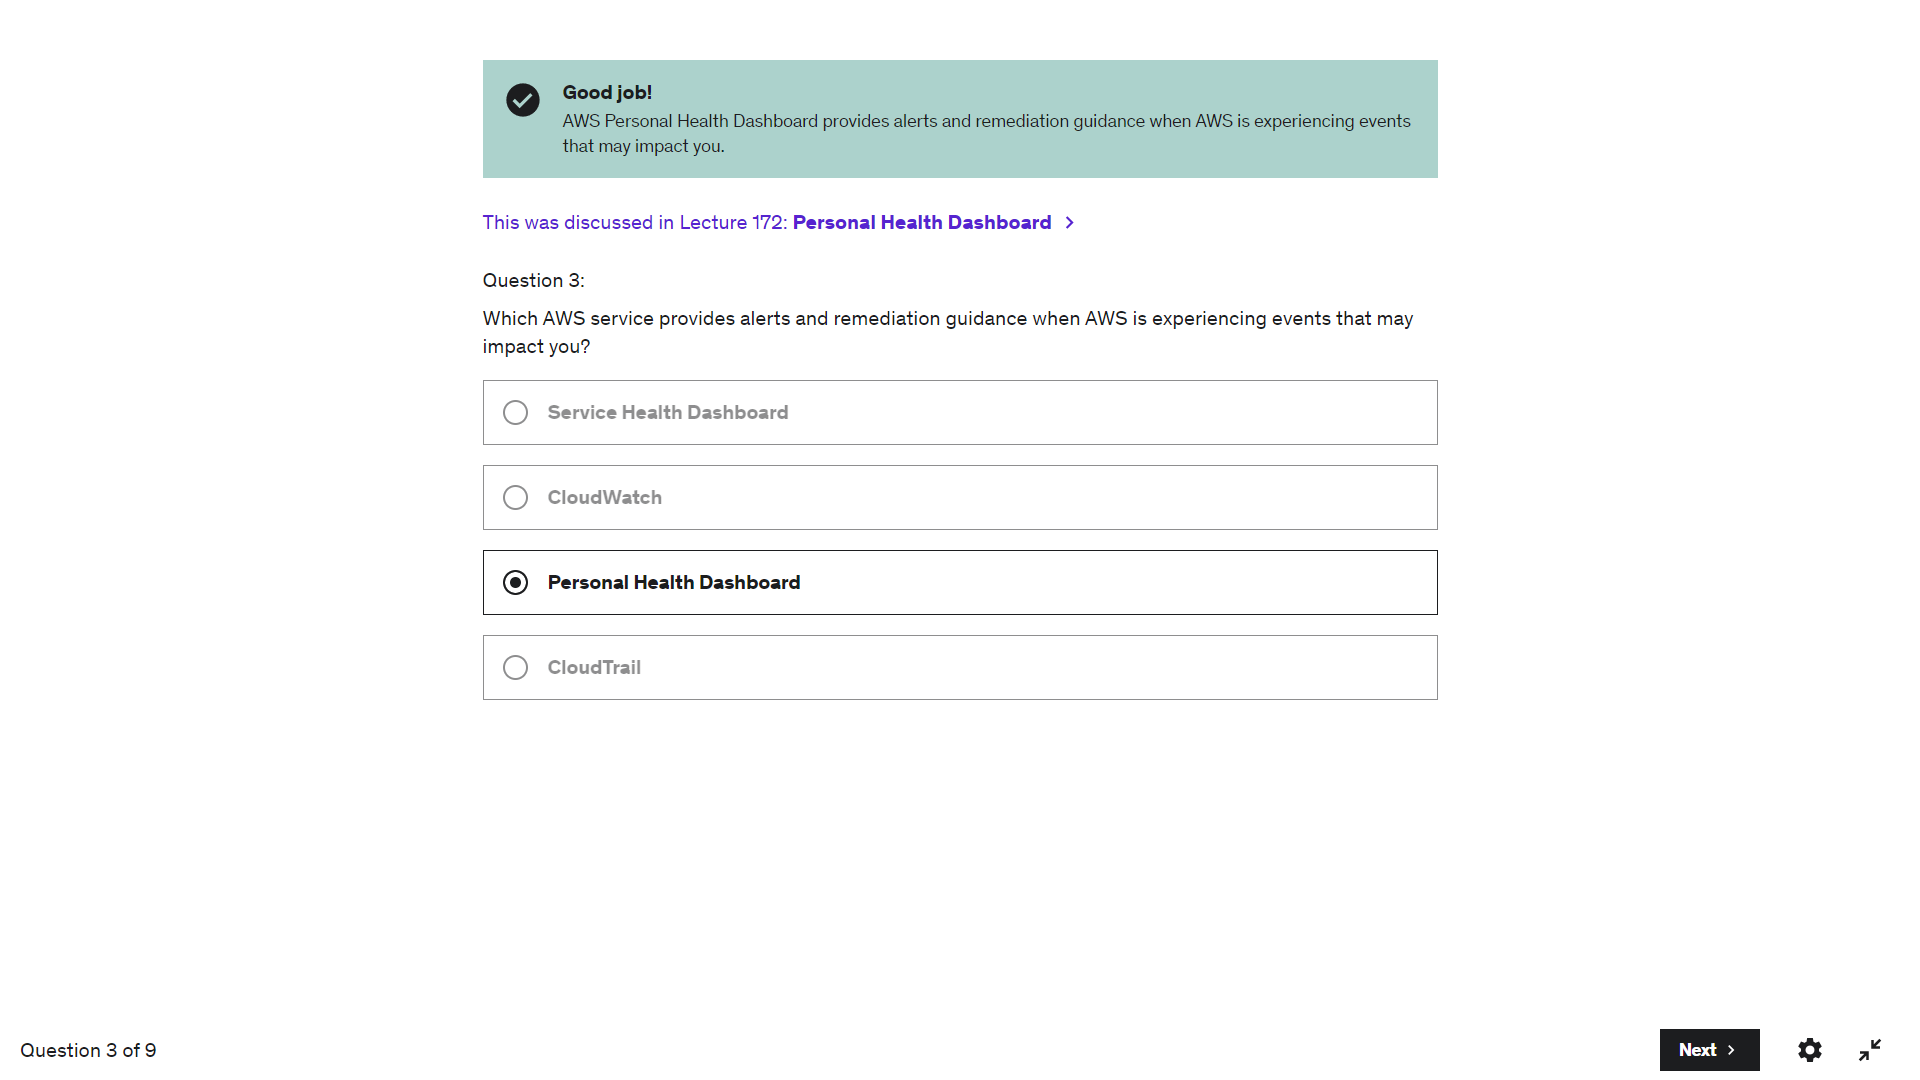 Good job!
AWS Personal Health Dashboard provides alerts and remediation guidance when AWS is experiencing events
that may impact you.
This was discussed in Lecture 172: Personal Health Dashboard
Question 3:
Which AWS service provides alerts and remediation guidance when AWS is experiencing events that may
impact you?
Service Health Dashboard
CloudWatch
Personal Health Dashboard
CloudTrail
Question 3 of 9
Next